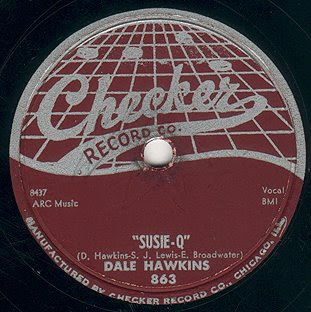 Checker
RECORD CO.
8437
ARC Music
Vocal
BMI
"SUSIE-Q"
(D. Hawkins-S. J. Lewis-E. Broadwater)
DALE HAWKINS
863
MANUFACTURED BY CHECKER RECORD CO., CHICAGO, ILL.